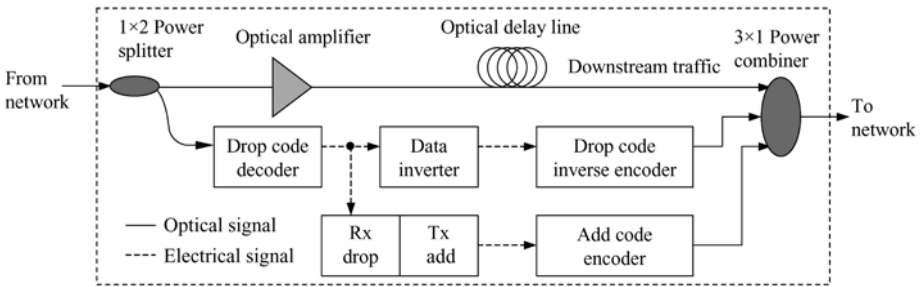 1×2 Power
splitter
Optical amplifier
Optical delay line
3×1 Power
combiner
From
network
Downstream traffic
To
network
Drop code
decoder
Data
inverter
Drop code
inverse encoder
Optical signal
Electrical signal
Rx
drop
Tx
add
Add code
encoder